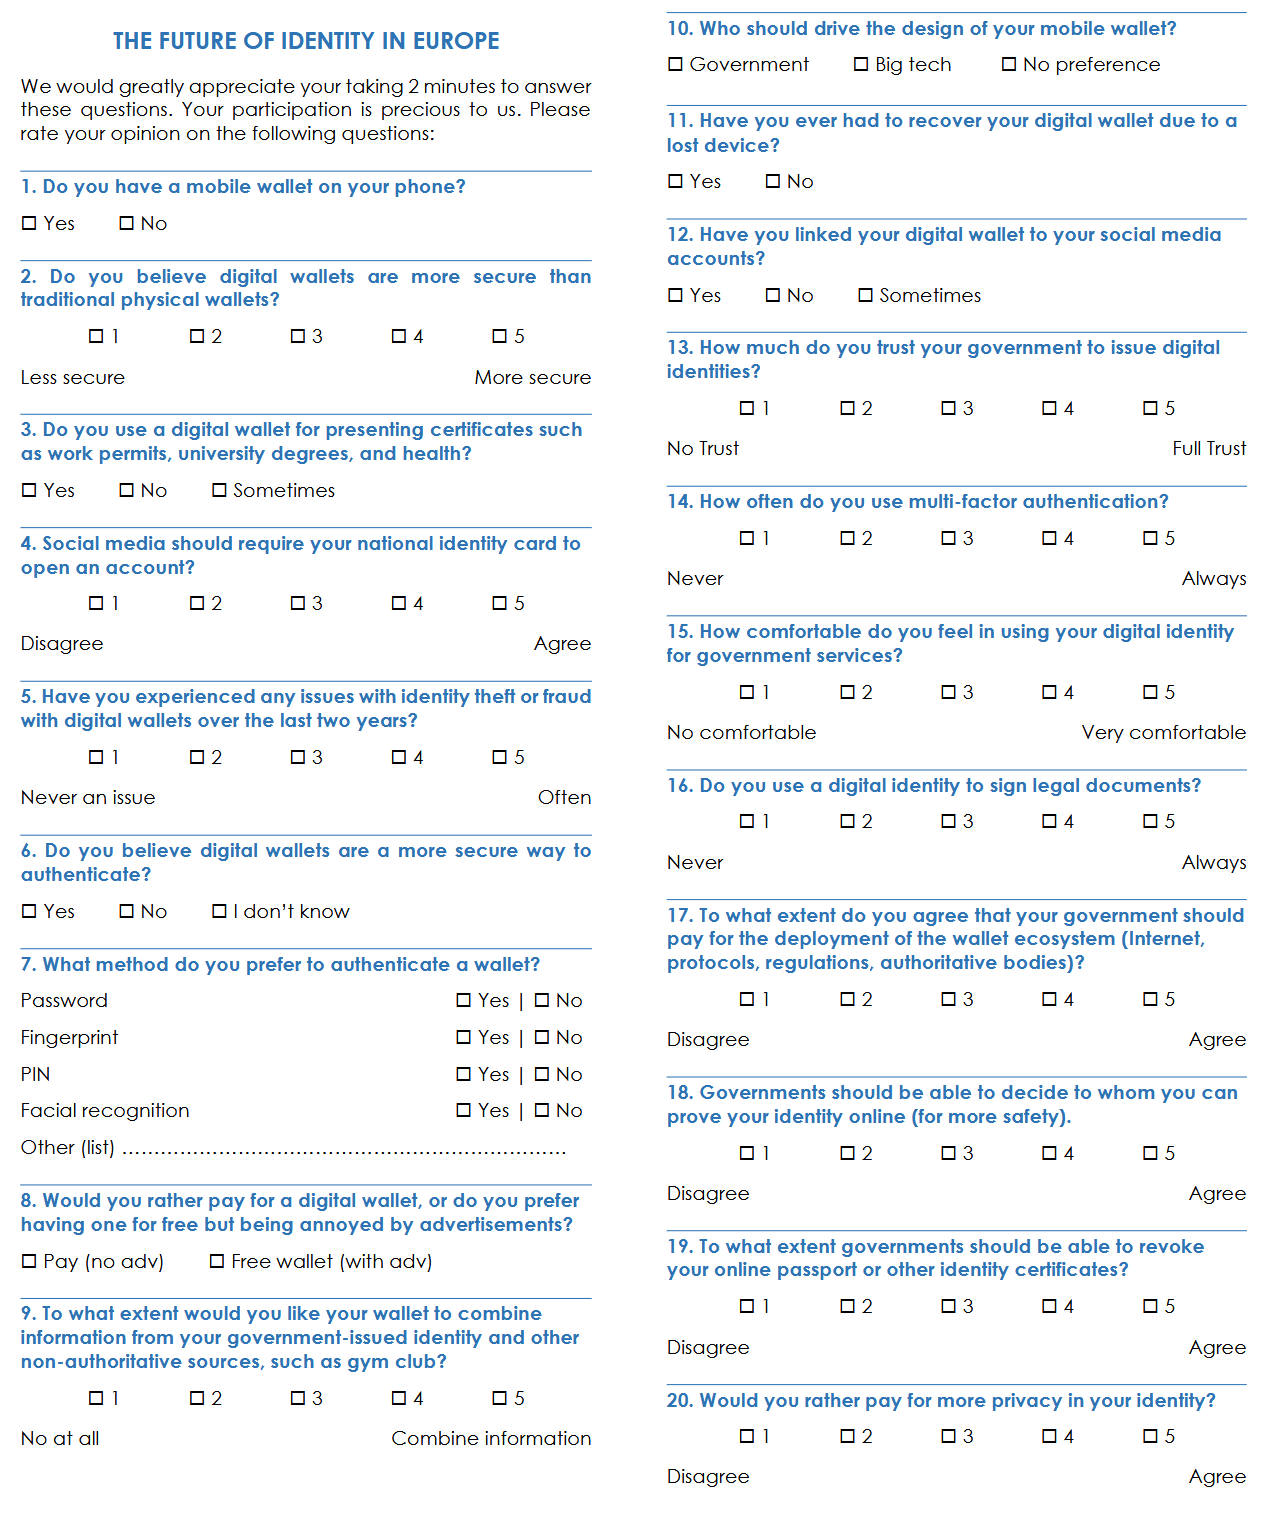 THE FUTURE OF IDENTITY IN EUROPE
We would greatly appreciate your taking 2 minutes to answer
these questions. Your participation is precious to us. Please
rate your opinion on the following questions:
1. Do you have a mobile wallet on your phone?
☐ Yes ☐ No
2. Do you believe digital wallets are more secure than
traditional physical wallets?
☐ 1 ☐ 2 ☐ 3 ☐ 4 ☐ 5
Less secure More secure
3. Do you use a digital wallet for presenting certificates such
as work permits, university degrees, and health?
☐ Yes ☐ No ☐ Sometimes
4. Social media should require your national identity card to
open an account?
☐ 1 ☐ 2 ☐ 3 ☐ 4 ☐ 5
Disagree Agree
5. Have you experienced any issues with identity theft or fraud
with digital wallets over the last two years?
☐ 1 ☐ 2 ☐ 3 ☐ 4 ☐ 5
Never an issue Often
6. Do you believe digital wallets are a more secure way to
authenticate?
☐ Yes ☐ No ☐ I don't know
7. What method do you prefer to authenticate a wallet?
Password ☐ Yes | ☐ No
Fingerprint ☐ Yes | ☐ No
PIN ☐ Yes | ☐ No
Facial recognition ☐ Yes | ☐ No
Other (list) ……………………………………………………………
8. Would you rather pay for a digital wallet, or do you prefer
having one for free but being annoyed by advertisements?
☐ Pay (no adv) ☐ Free wallet (with adv)
9. To what extent would you like your wallet to combine
information from your government-issued identity and other
non-authoritative sources, such as gym club?
☐ 1 ☐ 2 ☐ 3 ☐ 4 ☐ 5
No at all Combine information
10. Who should drive the design of your mobile wallet?
☐ Government ☐ Big tech ☐ No preference
11. Have you ever had to recover your digital wallet due to a
lost device?
☐ Yes ☐ No
12. Have you linked your digital wallet to your social media
accounts?
☐ Yes ☐ No ☐ Sometimes
13. How much do you trust your government to issue digital
identities?
☐ 1 ☐ 2 ☐ 3 ☐ 4 ☐ 5
No Trust Full Trust
14. How often do you use multi-factor authentication?
☐ 1 ☐ 2 ☐ 3 ☐ 4 ☐ 5
Never Always
15. How comfortable do you feel in using your digital identity
for government services?
☐ 1 ☐ 2 ☐ 3 ☐ 4 ☐ 5
No comfortable Very comfortable
16. Do you use a digital identity to sign legal documents?
☐ 1 ☐ 2 ☐ 3 ☐ 4 ☐ 5
Never Always
17. To what extent do you agree that your government should
pay for the deployment of the wallet ecosystem (Internet,
protocols, regulations, authoritative bodies)?
☐ 1 ☐ 2 ☐ 3 ☐ 4 ☐ 5
Disagree Agree
18. Governments should be able to decide to whom you can
prove your identity online (for more safety).
☐ 1 ☐ 2 ☐ 3 ☐ 4 ☐ 5
Disagree Agree
19. To what extent governments should be able to revoke
your online passport or other identity certificates?
☐ 1 ☐ 2 ☐ 3 ☐ 4 ☐ 5
Disagree Agree
20. Would you rather pay for more privacy in your identity?
☐ 1 ☐ 2 ☐ 3 ☐ 4 ☐ 5
Disagree Agree